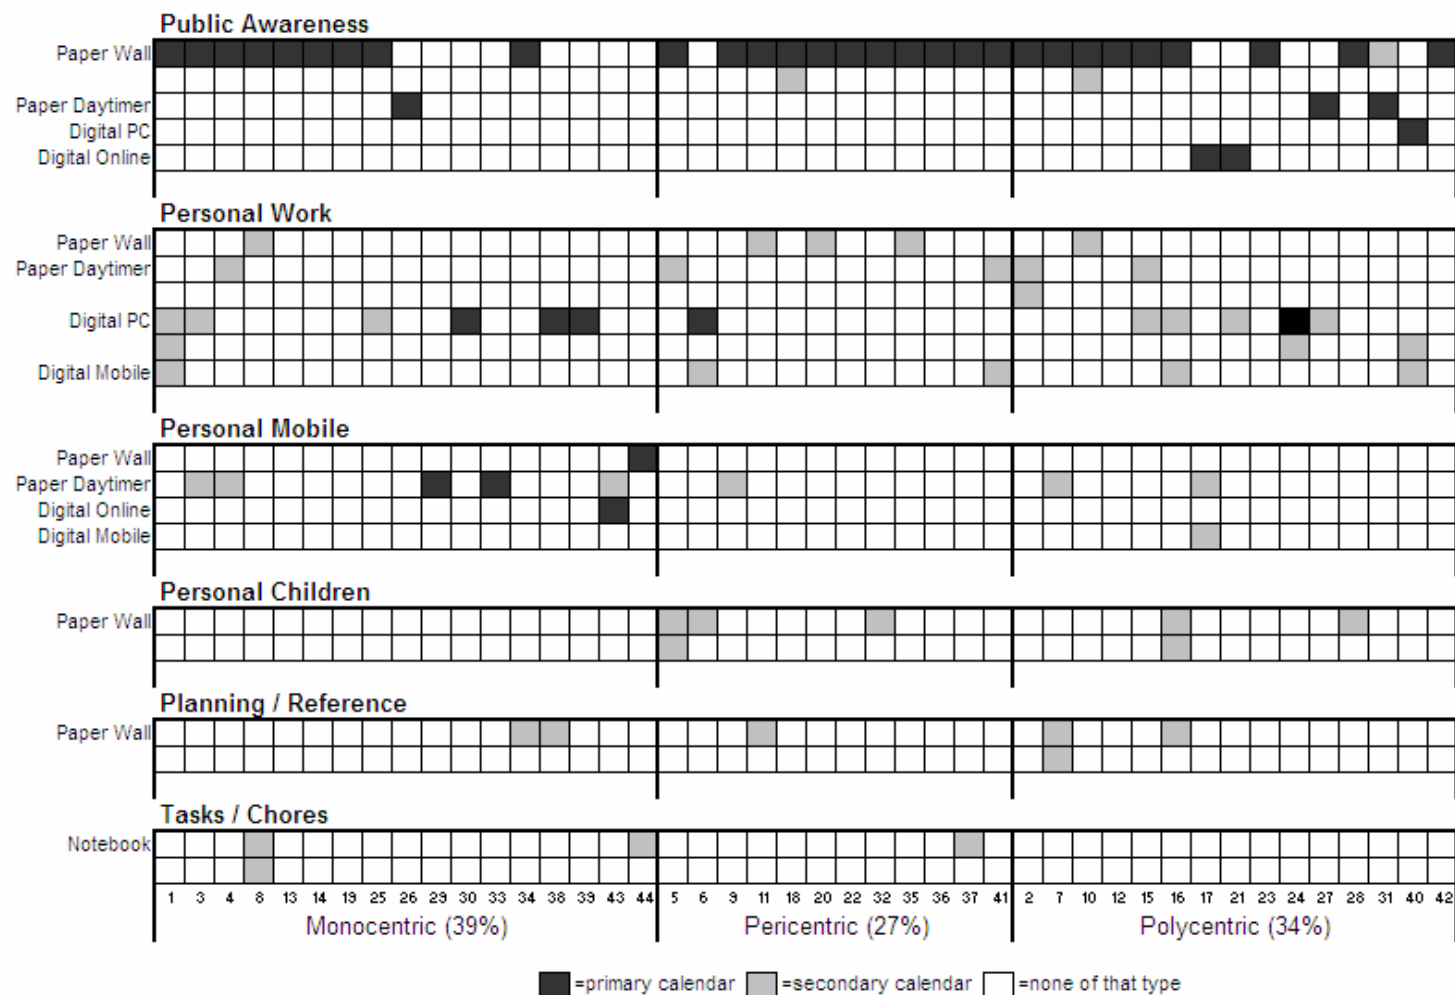 Public Awareness
Paper Wall
Paper Daytimer
Digital PC
Digital Online
Personal Work
Paper Wall
Paper Daytimer
Digital PC
Digital Mobile
Personal Mobile
Paper Wall
Paper Daytimer
Digital Online
Digital Mobile
Personal Children
Paper Wall
Planning / Reference
Paper Wall
Tasks / Chores
Notebook
1 3 4 8 13 14 19 25 26 29 30 33 34 38 39 43 44 5 6 9 11 18 20 22 32 35 36 37 41 2 7 10 12 15 16 17 21 23 24 27 28 31 40 42
Monocentric (39%) Pericentric (27%) Polycentric (34%)
=primary calendar =secondary calendar =none of that type